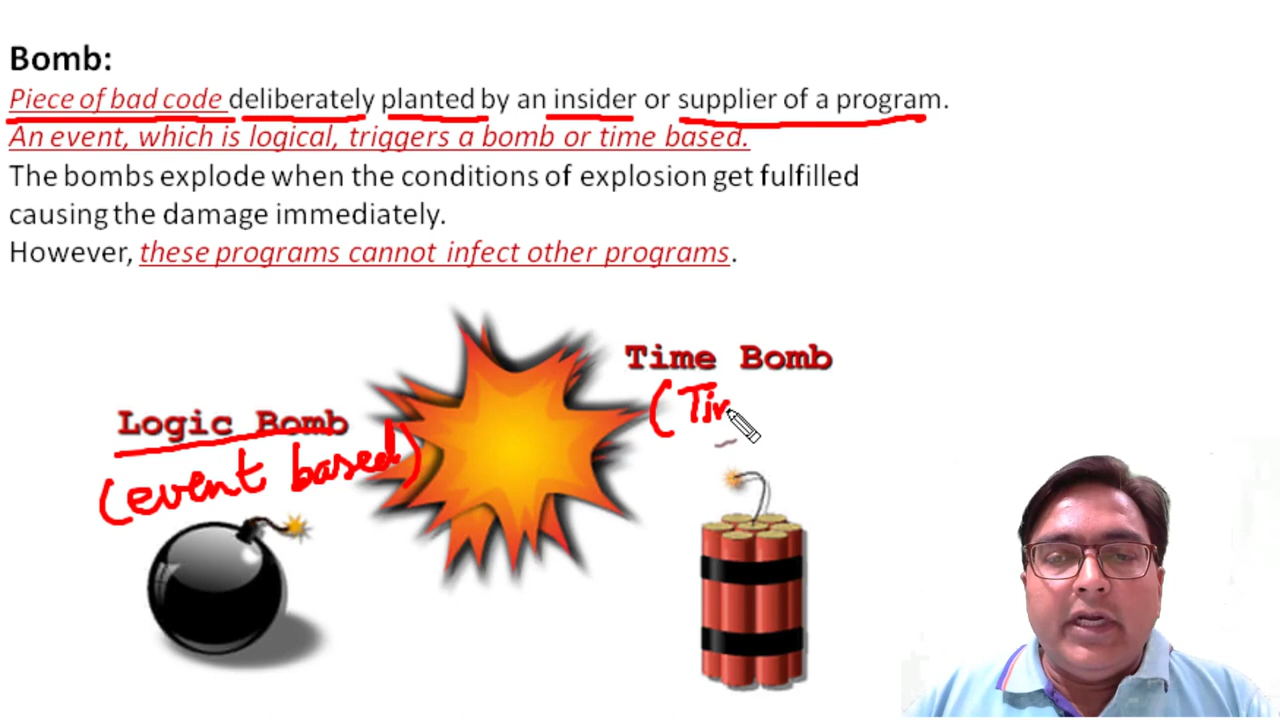 Bomb:
Piece of bad code deliberately planted by an insider or supplier of a program.
An event, which is logical, triggers a bomb or time based.
The bombs explode when the conditions of explosion get fulfilled
causing the damage immediately.
However, these programs cannot infect other programs.
Time Bomb
(Tim
Logic Bomb
(event based)